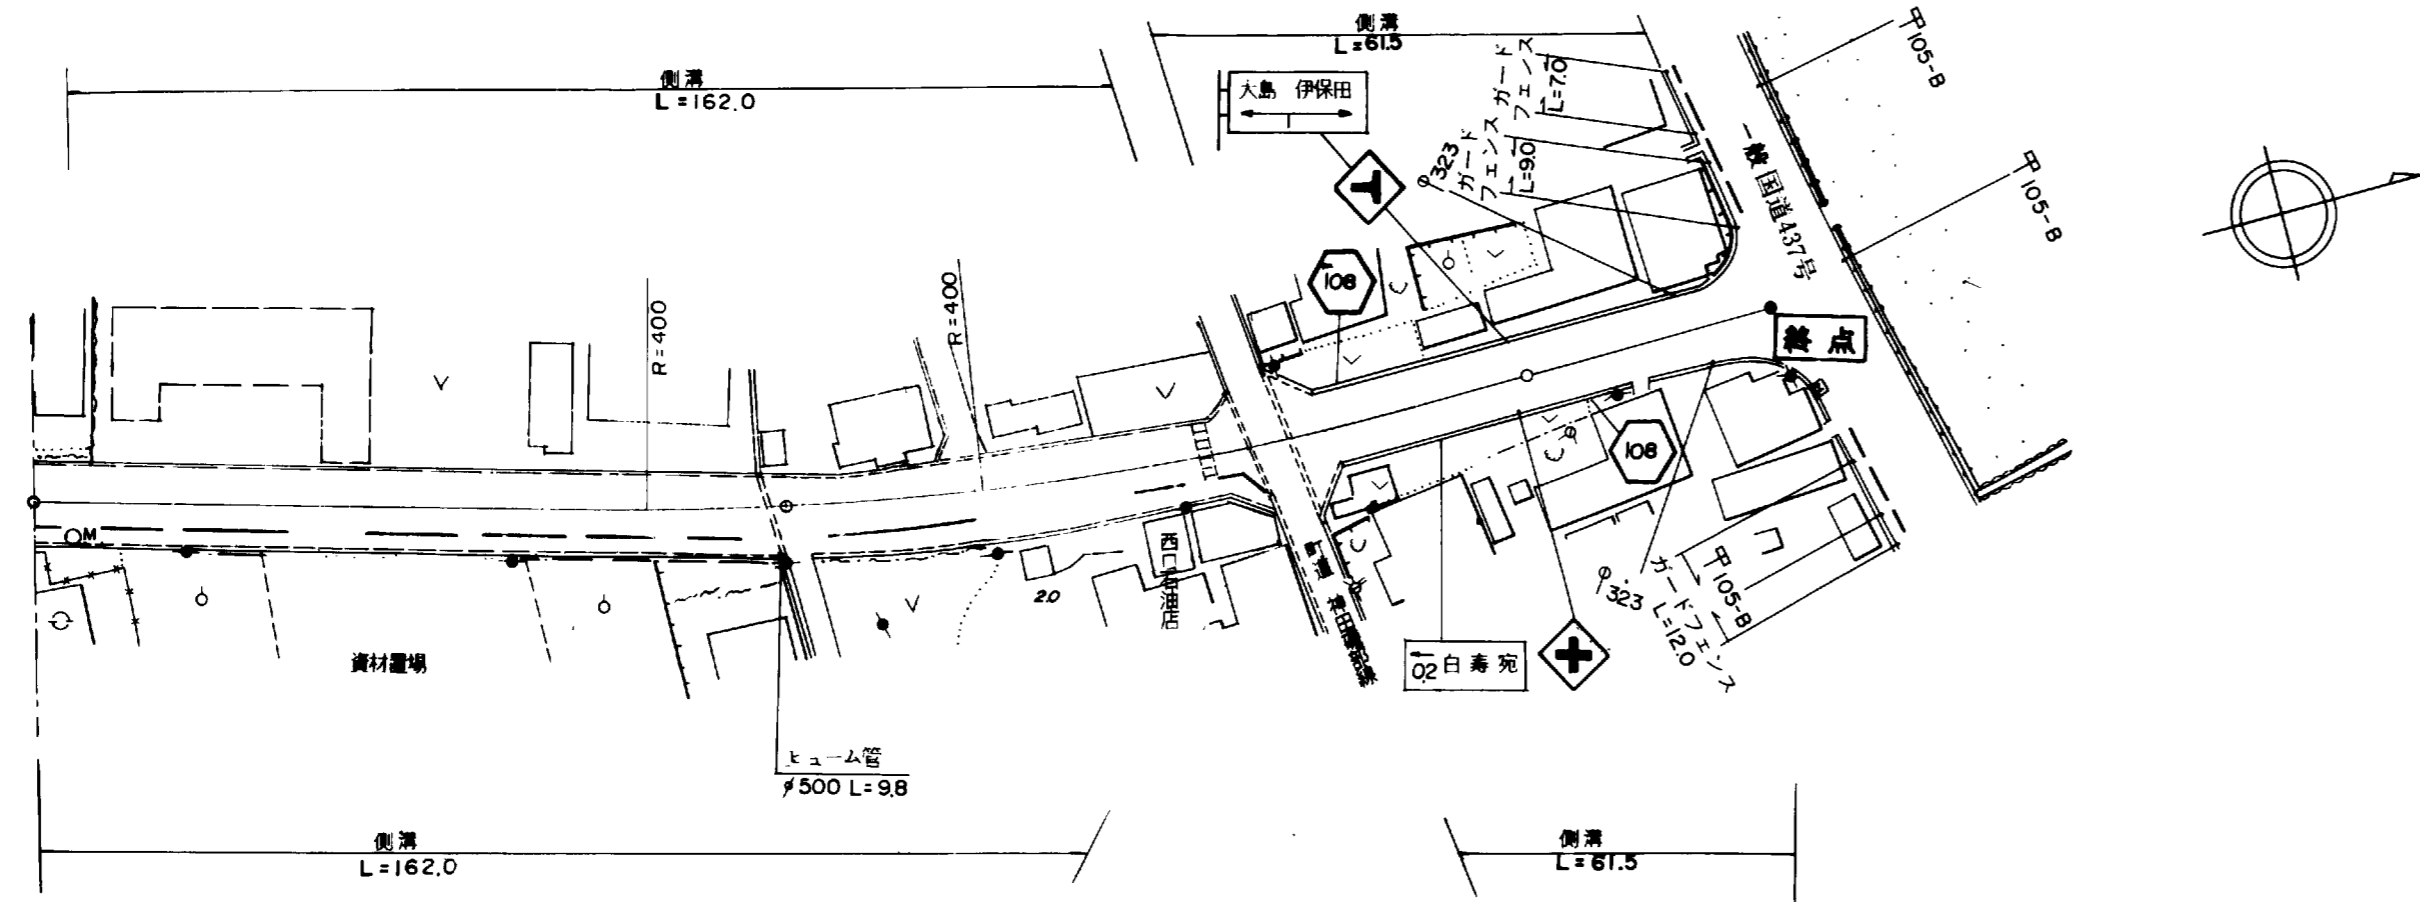 側溝
L=162.0
側溝
L=61.5
大島 伊保田
ガード
フェンス
L=7.0
ガード
フェンス
L=9.0
323
105-B
105-B
一般国道437号
108
R=400
R=400
終点
108
M
西口石油店
2.0
資材置場
ヒューム管
φ500 L=9.8
0.2 白寿宛
323
ガードフェンス
L=12.0
105-B
側溝
L=162.0
側溝
L=61.5